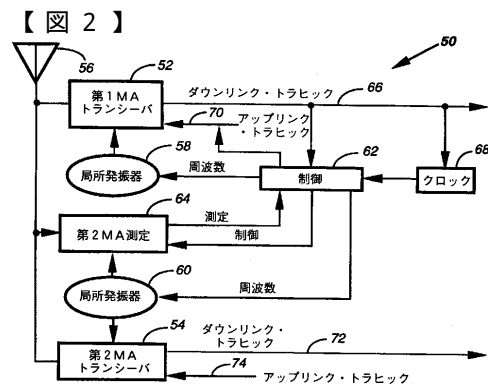 【図２】
50
56
52
第１ＭＡ
トランシーバ
ダウンリンク・トラヒック
66
70
アップリンク
・トラヒック
58
局所発振器
周波数
62
制御
68
クロック
64
第２ＭＡ測定
測定
制御
60
局所発振器
周波数
54
第２ＭＡ
トランシーバ
ダウンリンク・
トラヒック
72
74
アップリンク・トラヒック